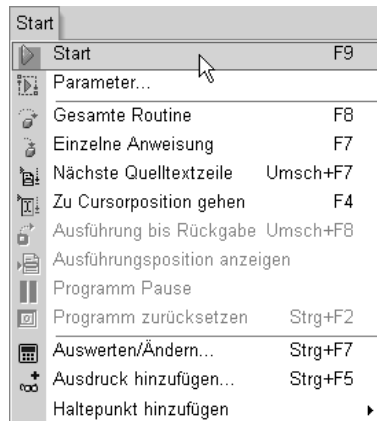 Start
Start F9
Parameter...
Gesamte Routine F8
Einzelne Anweisung F7
Nächste Quelltextzeile Umsch+F7
Zu Cursorposition gehen F4
Ausführung bis Rückgabe Umsch+F8
Ausführungsposition anzeigen
Programm Pause
Programm zurücksetzen Strg+F2
Auswerten/Ändern... Strg+F7
Ausdruck hinzufügen... Strg+F5
Haltepunkt hinzufügen